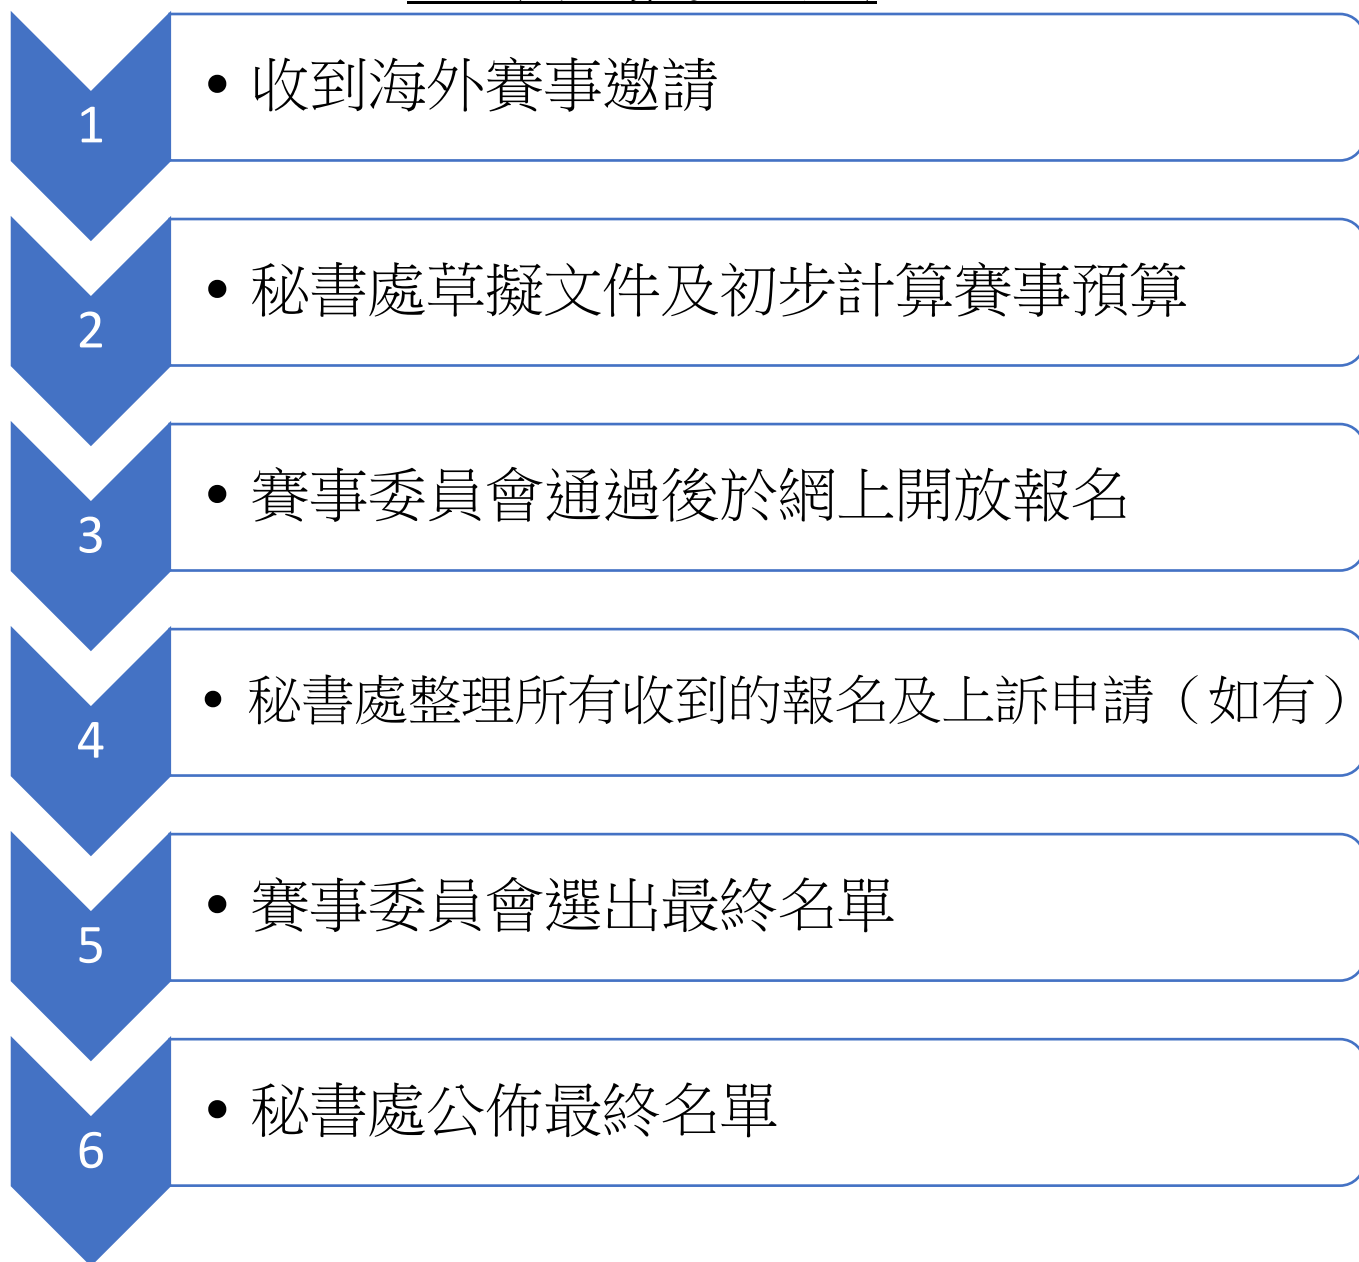 1
• 收到海外賽事邀請
2
• 秘書處草擬文件及初步計算賽事預算
3
• 賽事委員會通過後於網上開放報名
4
• 秘書處整理所有收到的報名及上訴申請（如有）
5
• 賽事委員會選出最終名單
6
• 秘書處公佈最終名單